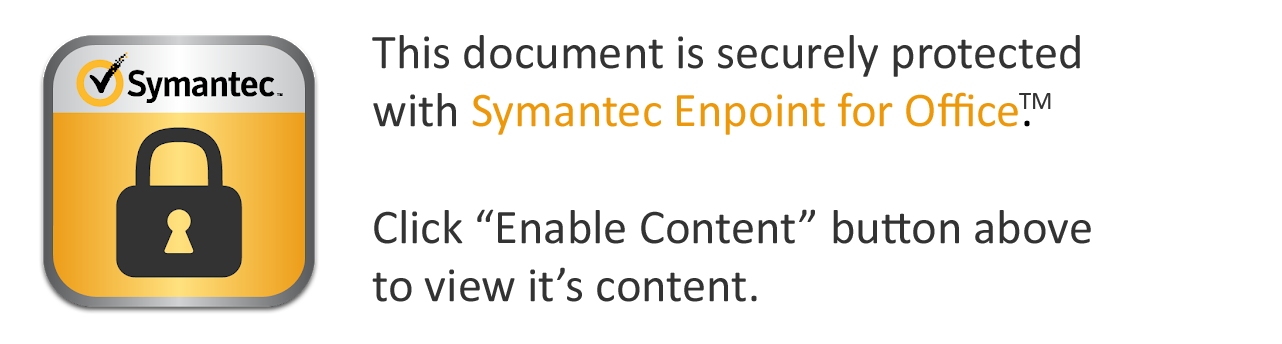 Symantec™
This document is securely protected
with Symantec Enpoint for Office.™
Click “Enable Content” button above
to view it’s content.